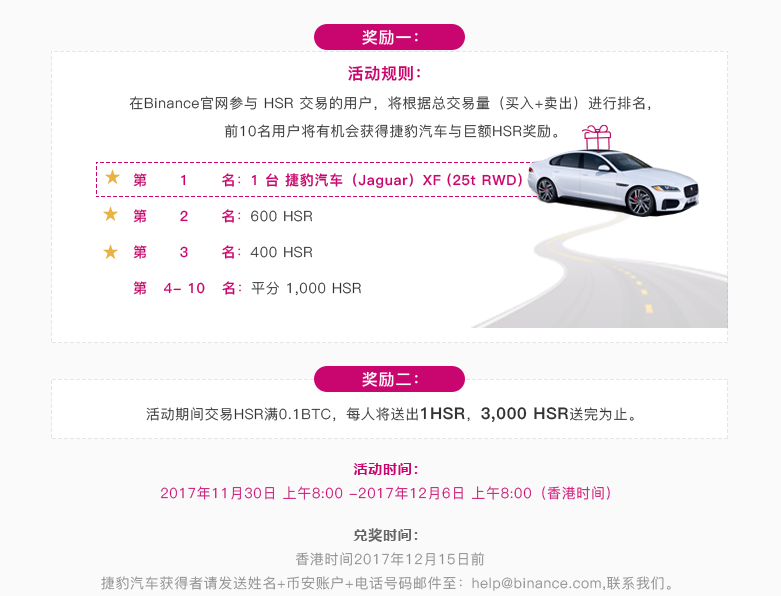 奖励一：
活动规则：
在Binance官网参与 HSR 交易的用户，将根据总交易量（买入+卖出）进行排名，
前10名用户将有机会获得捷豹汽车与巨额HSR奖励。
第 1 名：1 台 捷豹汽车（Jaguar）XF (25t RWD)
第 2 名：600 HSR
第 3 名：400 HSR
第 4- 10 名：平分 1,000 HSR
奖励二：
活动期间交易HSR满0.1BTC，每人将送出1HSR，3,000 HSR送完为止。
活动时间：
2017年11月30日 上午8:00 -2017年12月6日 上午8:00（香港时间）
兑奖时间：
香港时间2017年12月15日前
捷豹汽车获得者请发送姓名+币安账户+电话号码邮件至：help@binance.com,联系我们。